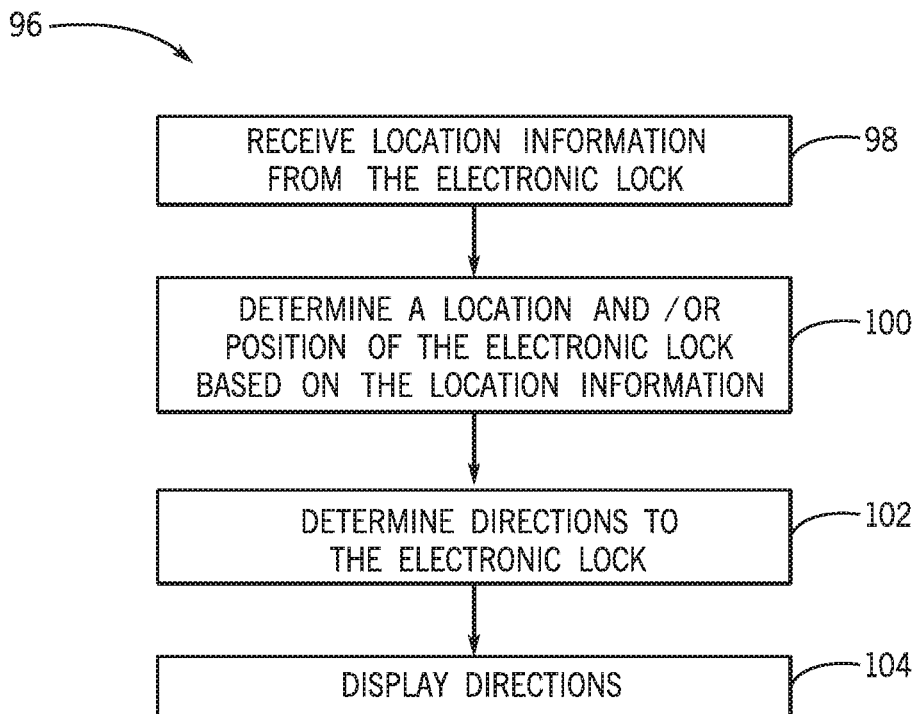 96
RECEIVE LOCATION INFORMATION
FROM THE ELECTRONIC LOCK
98
DETERMINE A LOCATION AND /OR
POSITION OF THE ELECTRONIC LOCK
BASED ON THE LOCATION INFORMATION
100
DETERMINE DIRECTIONS TO
THE ELECTRONIC LOCK
102
DISPLAY DIRECTIONS
104